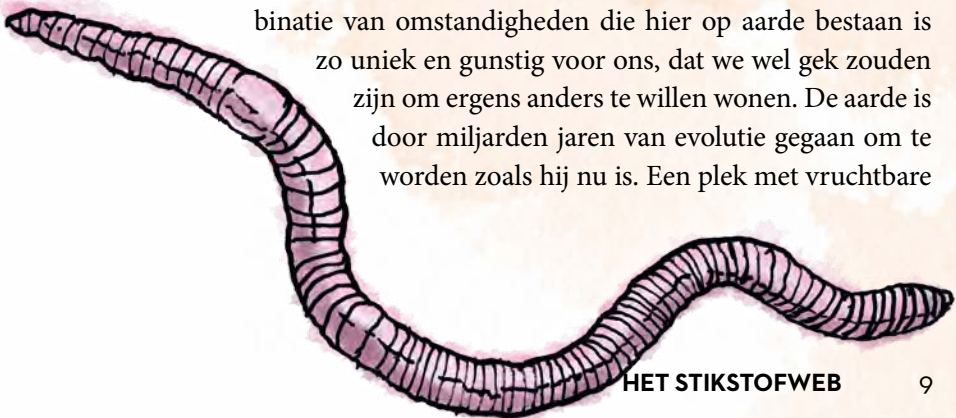 binatie van omstandigheden die hier op aarde bestaan is
zo uniek en gunstig voor ons, dat we wel gek zouden
zijn om ergens anders te willen wonen. De aarde is
door miljarden jaren van evolutie gegaan om te
worden zoals hij nu is. Een plek met vruchtbare
HET STIKSTOFWEB 9